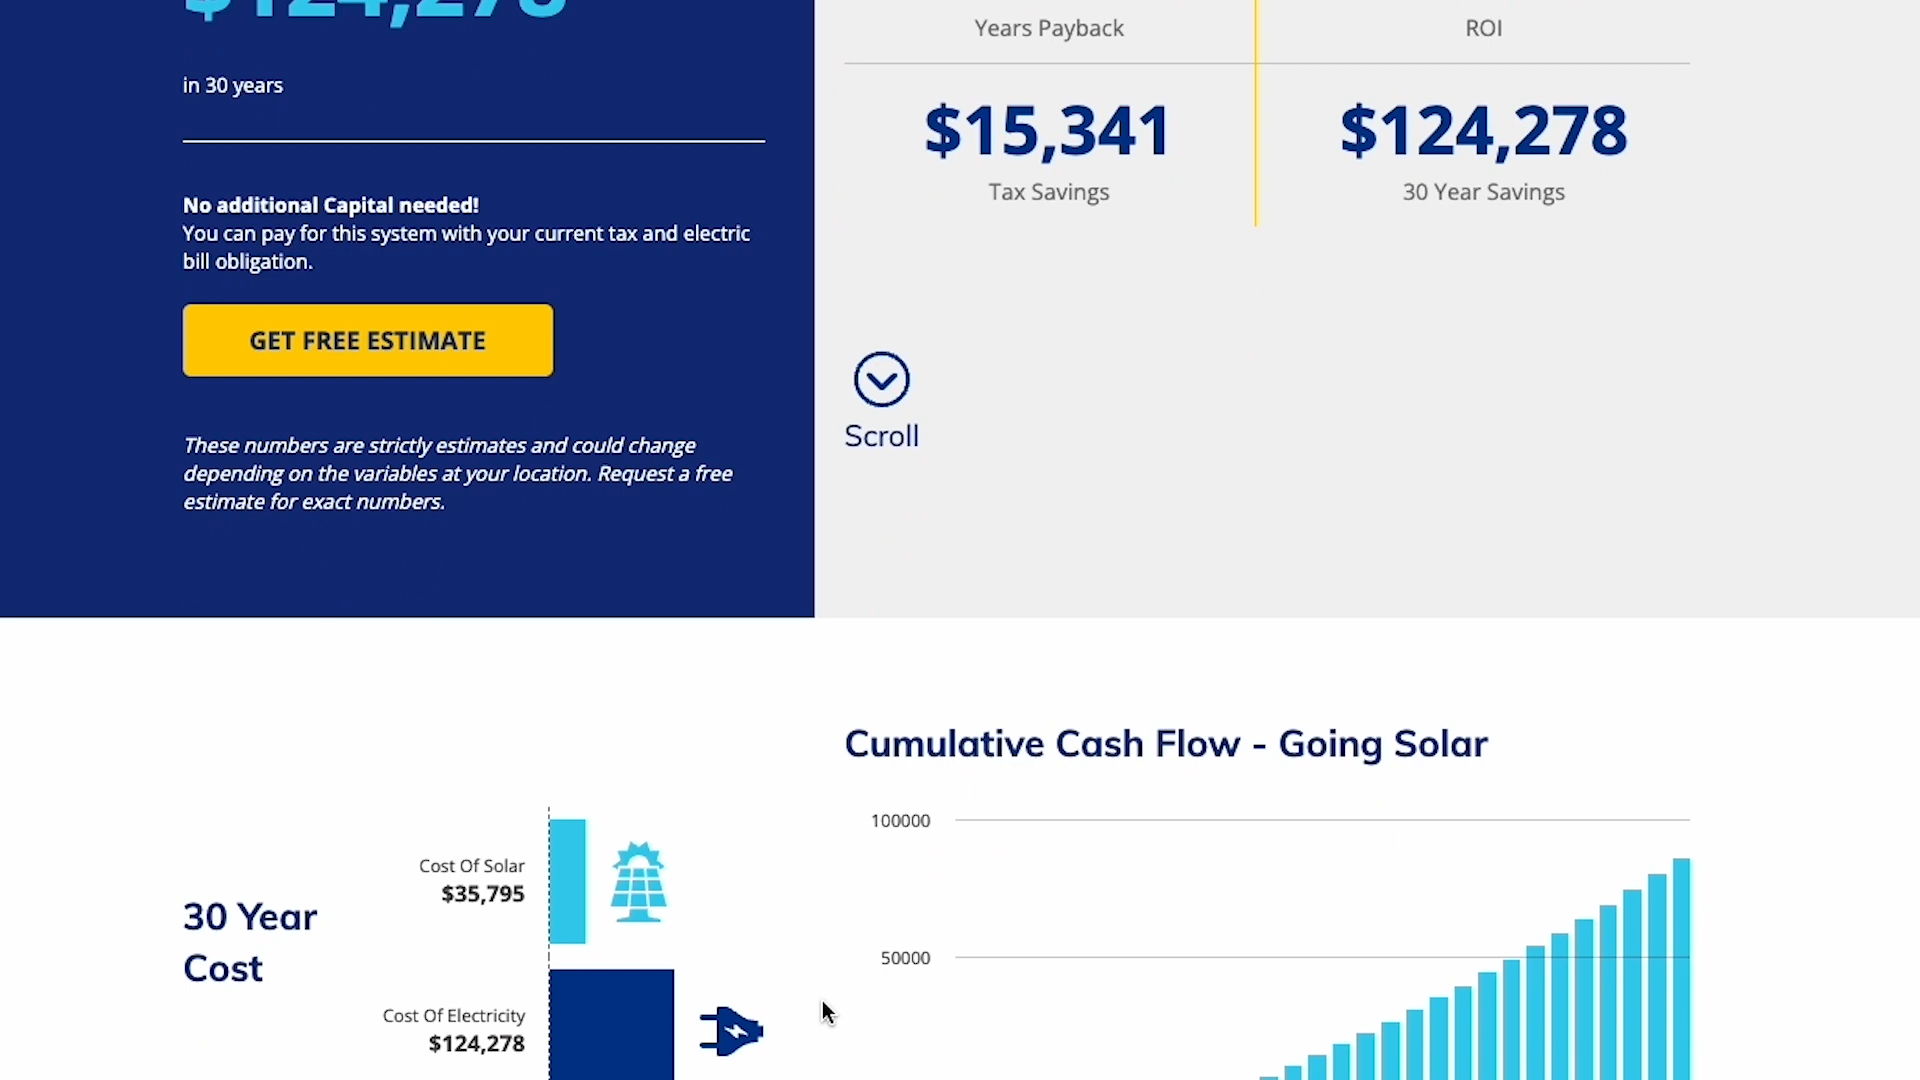 $124,278
in 30 years
No additional Capital needed!
You can pay for this system with your current tax and electric
bill obligation.
GET FREE ESTIMATE
These numbers are strictly estimates and could change
depending on the variables at your location. Request a free
estimate for exact numbers.
Years Payback
ROI
$15,341
$124,278
Tax Savings
30 Year Savings
Scroll
30 Year
Cost
Cost Of Solar
$35,795
Cost Of Electricity
$124,278
Cumulative Cash Flow - Going Solar
100000
50000